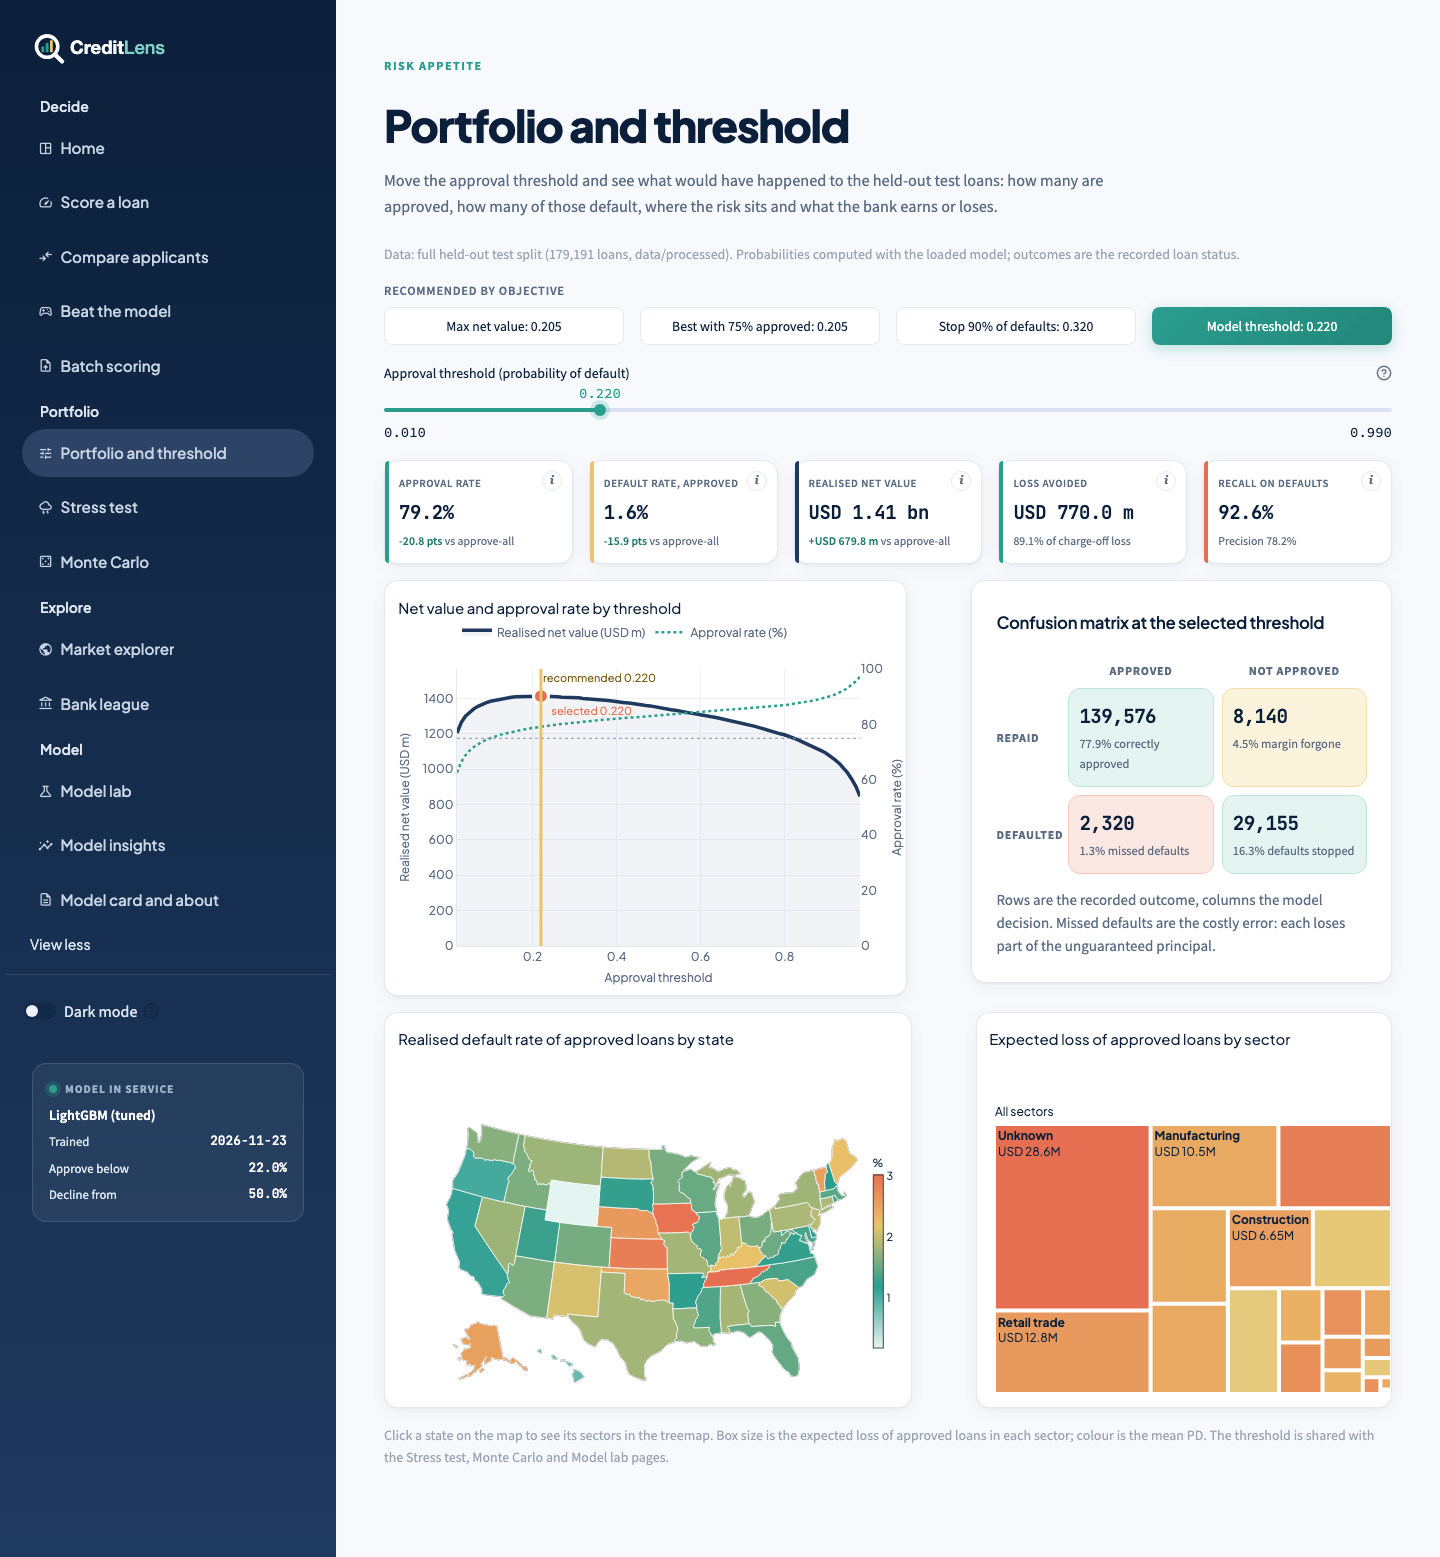 CreditLens
Decide
Home
Score a loan
Compare applicants
Beat the model
Batch scoring
Portfolio
Portfolio and threshold
Stress test
Monte Carlo
Explore
Market explorer
Bank league
Model
Model lab
Model insights
Model card and about
View less
Dark mode
MODEL IN SERVICE
LightGBM (tuned)
Trained 2026-11-23
Approve below 22.0%
Decline from 50.0%
RISK APPETITE
Portfolio and threshold
Move the approval threshold and see what would have happened to the held-out test loans: how many are
approved, how many of those default, where the risk sits and what the bank earns or loses.
Data: full held-out test split (179,191 loans, data/processed). Probabilities computed with the loaded model; outcomes are the recorded loan status.
RECOMMENDED BY OBJECTIVE
Max net value: 0.205
Best with 75% approved: 0.205
Stop 90% of defaults: 0.320
Model threshold: 0.220
Approval threshold (probability of default)
0.220
0.010
0.990
APPROVAL RATE
79.2%
-20.8 pts vs approve-all
DEFAULT RATE, APPROVED
1.6%
-15.9 pts vs approve-all
REALISED NET VALUE
USD 1.41 bn
+USD 679.8 m vs approve-all
LOSS AVOIDED
USD 770.0 m
89.1% of charge-off loss
RECALL ON DEFAULTS
92.6%
Precision 78.2%
Net value and approval rate by threshold
Realised net value (USD m)
Approval rate (%)
recommended 0.220
selected 0.220
1400
1200
1000
800
600
400
200
0
Realised net value (USD m)
100
80
60
40
20
0
Approval rate (%)
0.2
0.4
0.6
0.8
Approval threshold
Confusion matrix at the selected threshold
APPROVED
NOT APPROVED
REPAID
139,576
77.9% correctly
approved
8,140
4.5% margin forgone
DEFAULTED
2,320
1.3% missed defaults
29,155
16.3% defaults stopped
Rows are the recorded outcome, columns the model
decision. Missed defaults are the costly error: each loses
part of the unguaranteed principal.
Realised default rate of approved loans by state
%
3
2
1
Expected loss of approved loans by sector
All sectors
Unknown
USD 28.6M
Manufacturing
USD 10.5M
Construction
USD 6.65M
Retail trade
USD 12.8M
Click a state on the map to see its sectors in the treemap. Box size is the expected loss of approved loans in each sector; colour is the mean PD. The threshold is shared with
the Stress test, Monte Carlo and Model lab pages.